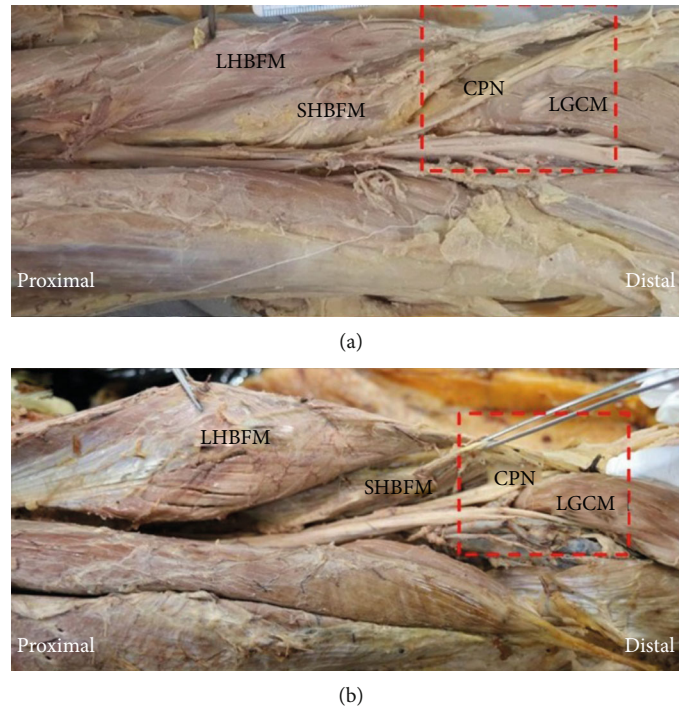 LHBFM
CPN
SHBFM
LGCM
Proximal Distal
(a)
LHBFM
CPN
SHBFM
LGCM
Proximal Distal
(b)